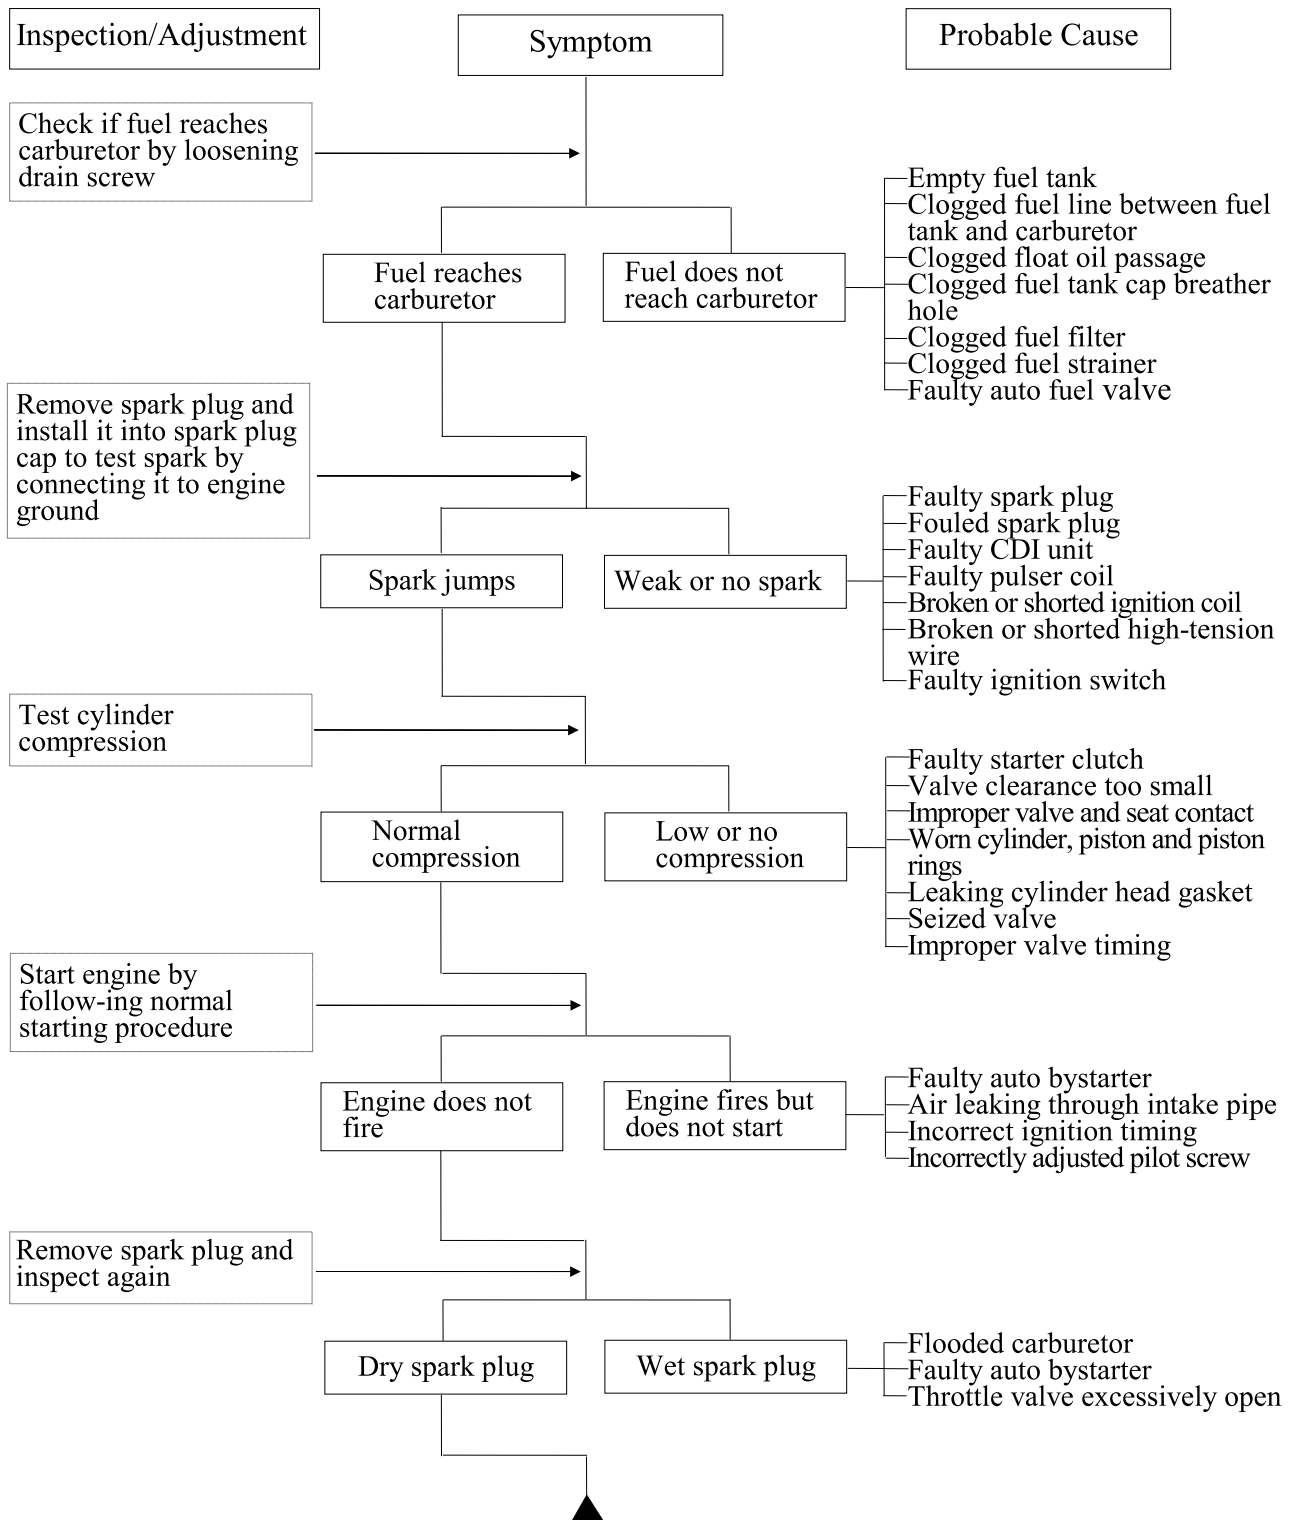 Inspection/Adjustment
Symptom
Probable Cause
Check if fuel reaches
carburetor by loosening
drain screw
Fuel reaches
carburetor
Fuel does not
reach carburetor
Empty fuel tank
Clogged fuel line between fuel
tank and carburetor
Clogged float oil passage
Clogged fuel tank cap breather
hole
Clogged fuel filter
Clogged fuel strainer
Faulty auto fuel valve
Remove spark plug and
install it into spark plug
cap to test spark by
connecting it to engine
ground
Spark jumps
Weak or no spark
Faulty spark plug
Fouled spark plug
Faulty CDI unit
Faulty pulser coil
Broken or shorted ignition coil
Broken or shorted high-tension
wire
Faulty ignition switch
Test cylinder
compression
Normal
compression
Low or no
compression
Faulty starter clutch
Valve clearance too small
Improper valve and seat contact
Worn cylinder, piston and piston
rings
Leaking cylinder head gasket
Seized valve
Improper valve timing
Start engine by
follow-ing normal
starting procedure
Engine does not
fire
Engine fires but
does not start
Faulty auto bystarter
Air leaking through intake pipe
Incorrect ignition timing
Incorrectly adjusted pilot screw
Remove spark plug and
inspect again
Dry spark plug
Wet spark plug
Flooded carburetor
Faulty auto bystarter
Throttle valve excessively open